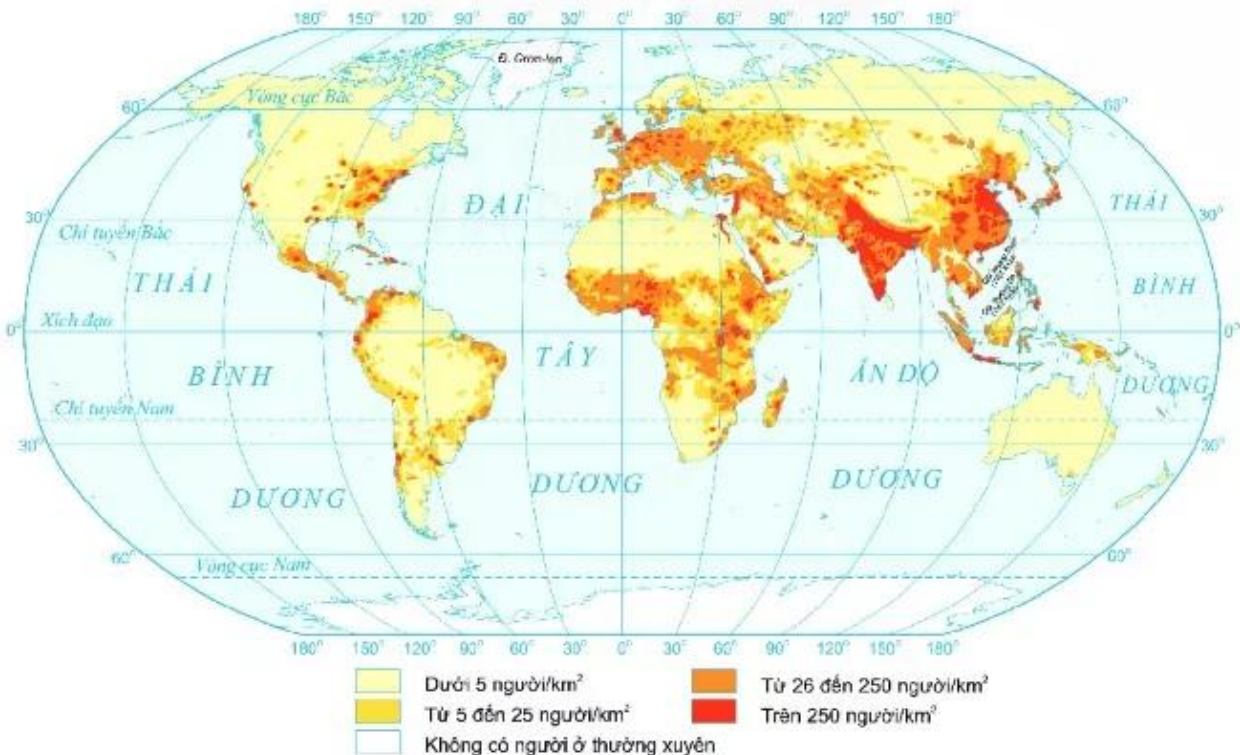 180° 150° 120° 90° 60° 30° 0° 30° 60° 90° 120° 150° 180°
Đ. Grơn-len
Vòng cực Bắc
60° 60°
ĐẠI
THÁI
30° 30°
Chí tuyến Bắc
THÁI
BÌNH
Xích đạo
0° 0°
TÂY
BÌNH
ẤN ĐỘ
DƯƠNG
Chí tuyến Nam
30° 30°
DƯƠNG
DƯƠNG
DƯƠNG
60° 60°
Vòng cực Nam
180° 150° 120° 90° 60° 30° 0° 30° 60° 90° 120° 150° 180°
Dưới 5 người/km²
Từ 26 đến 250 người/km²
Từ 5 đến 25 người/km²
Trên 250 người/km²
Không có người ở thường xuyên